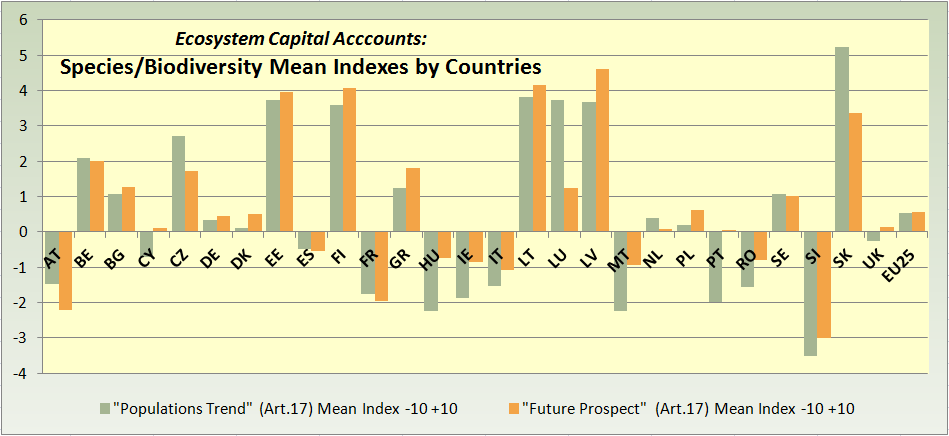 Ecosystem Capital Acccounts:
Species/Biodiversity Mean Indexes by Countries
6
5
4
3
2
1
0
-1
-2
-3
-4
AT BE BG CY CZ DE DK EE ES FI FR GR HU IE IT LT LU LV MT NL PL PT RO SE SI SK UK EU25
"Populations Trend" (Art.17) Mean Index -10 +10 "Future Prospect" (Art.17) Mean Index -10 +10